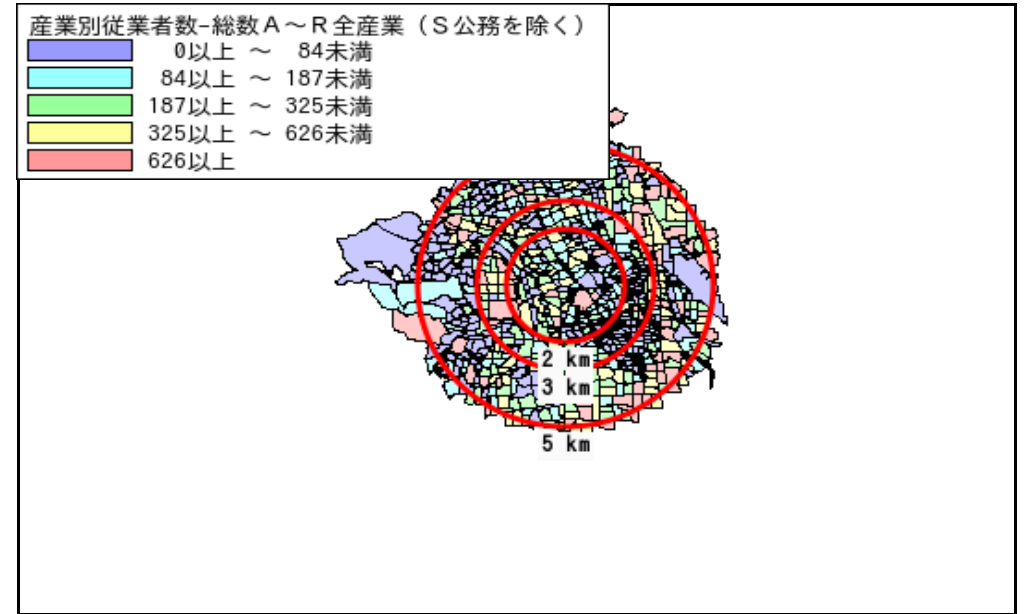 産業別従業者数-総数A～R全産業（S公務を除く）
0以上 ～ 84未満
84以上 ～ 187未満
187以上 ～ 325未満
325以上 ～ 626未満
626以上
2 km
3 km
5 km